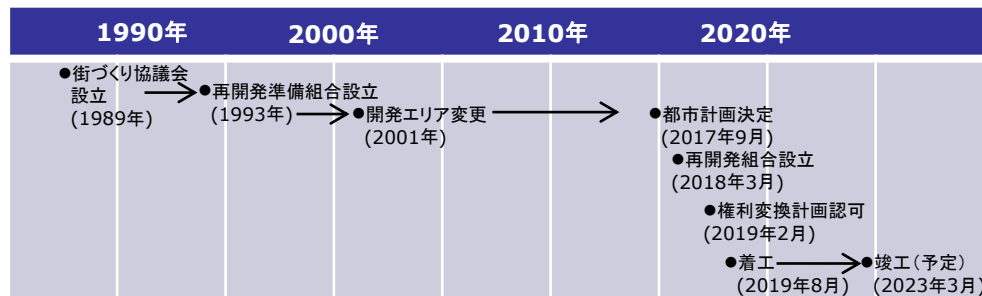 1990年
2000年
2010年
2020年
●街づくり協議会
設立
(1989年)
●再開発準備組合設立
(1993年)
●開発エリア変更
(2001年)
●都市計画決定
(2017年9月)
●再開発組合設立
(2018年3月)
●権利変換計画認可
(2019年2月)
●着工
(2019年8月)
●竣工(予定)
(2023年3月)